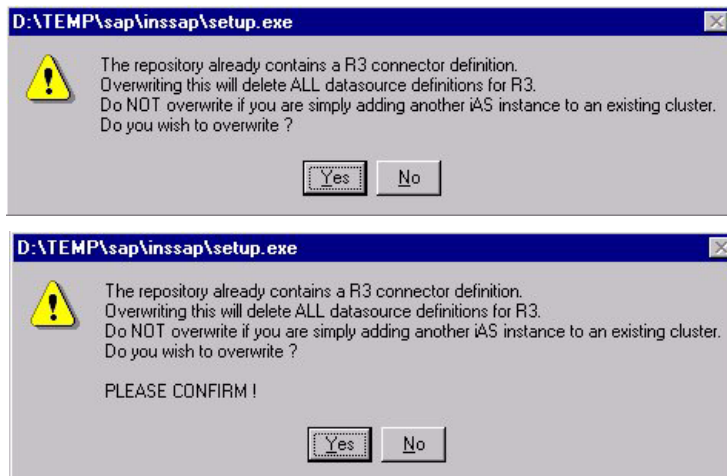 D:\TEMP\sap\inssap\setup.exe
The repository already contains a R3 connector definition.
Overwriting this will delete ALL datasource definitions for R3.
Do NOT overwrite if you are simply adding another iAS instance to an existing cluster.
Do you wish to overwrite ?
Yes No
D:\TEMP\sap\inssap\setup.exe
The repository already contains a R3 connector definition.
Overwriting this will delete ALL datasource definitions for R3.
Do NOT overwrite if you are simply adding another iAS instance to an existing cluster.
Do you wish to overwrite ?
PLEASE CONFIRM !
Yes No